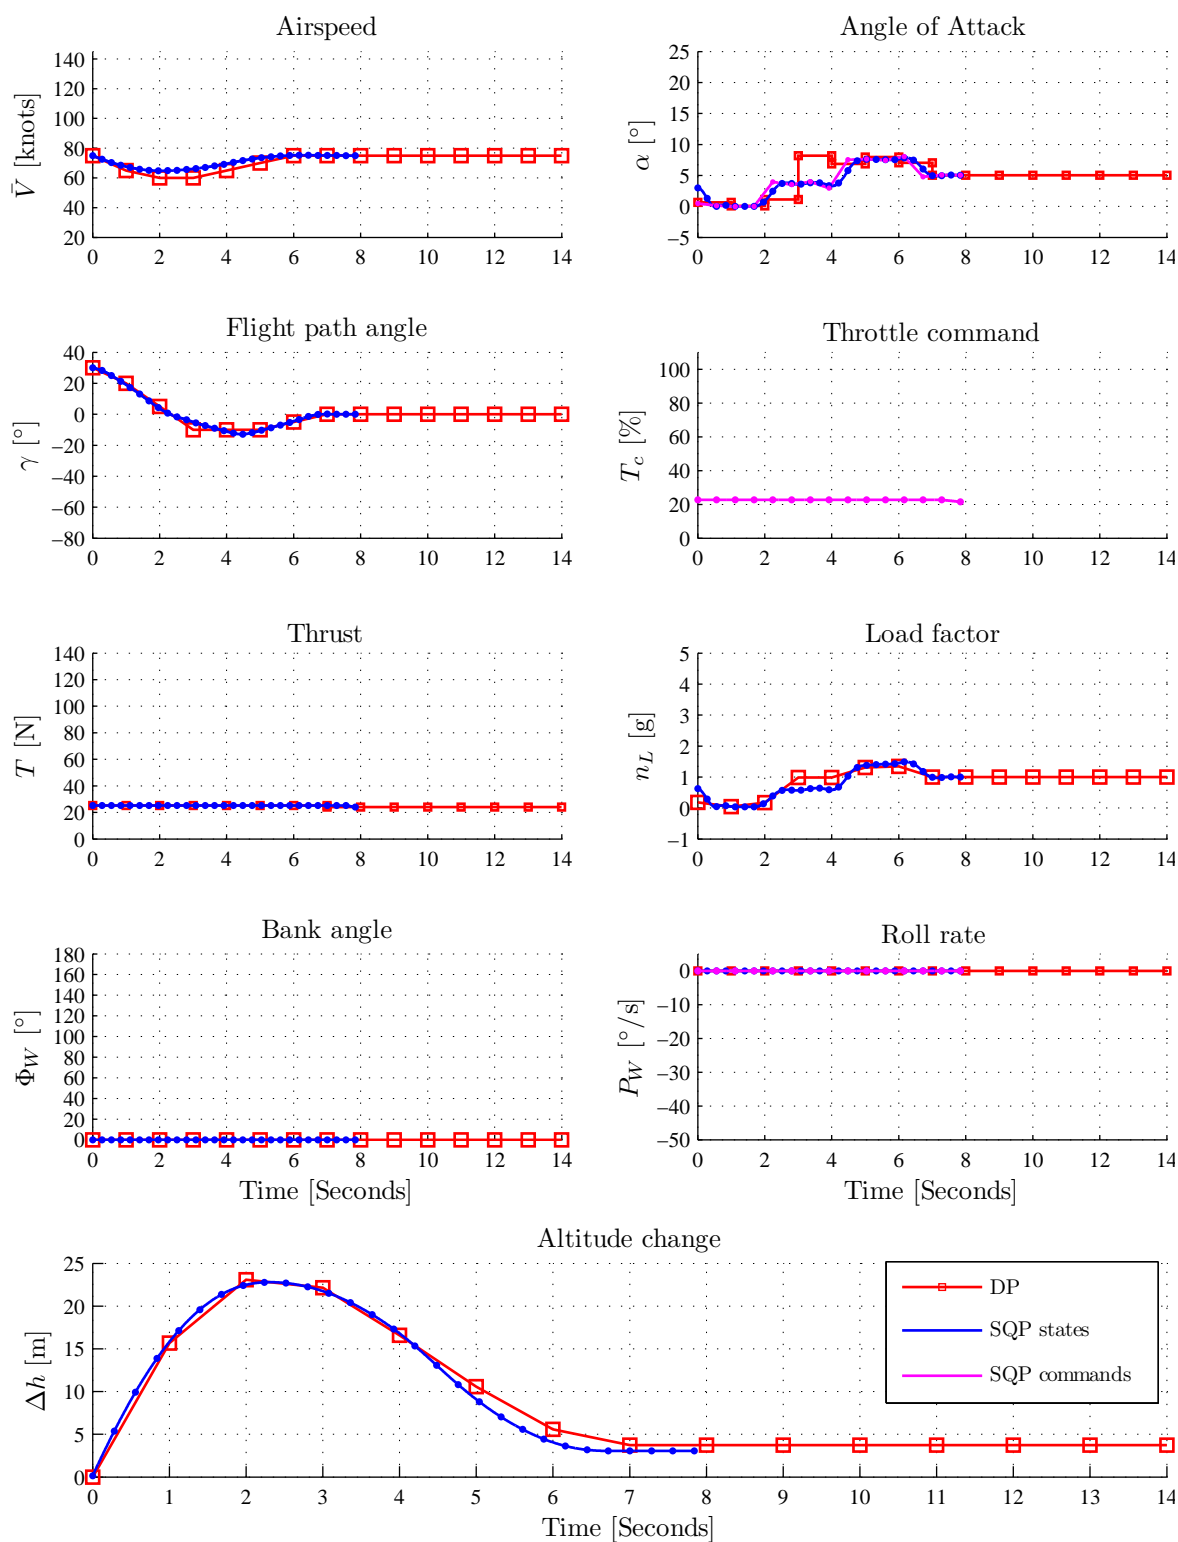 Airspeed
140
120
100
80
60
40
20
V̄ [knots]
0 2 4 6 8 10 12 14
Angle of Attack
25
20
15
10
5
0
−5
α [°]
0 2 4 6 8 10 12 14
Flight path angle
40
20
0
−20
−40
−60
−80
γ [°]
0 2 4 6 8 10 12 14
Throttle command
100
80
60
40
20
0
T_c [%]
0 2 4 6 8 10 12 14
Thrust
140
120
100
80
60
40
20
0
T [N]
0 2 4 6 8 10 12 14
Load factor
5
4
3
2
1
0
−1
n_L [g]
0 2 4 6 8 10 12 14
Bank angle
180
160
140
120
100
80
60
40
20
0
Φ_W [°]
0 2 4 6 8 10 12 14
Time [Seconds]
Roll rate
0
−10
−20
−30
−40
−50
P_W [°/s]
0 2 4 6 8 10 12 14
Time [Seconds]
Altitude change
25
20
15
10
5
0
Δh [m]
0 1 2 3 4 5 6 7 8 9 10 11 12 13 14
Time [Seconds]
DP
SQP states
SQP commands